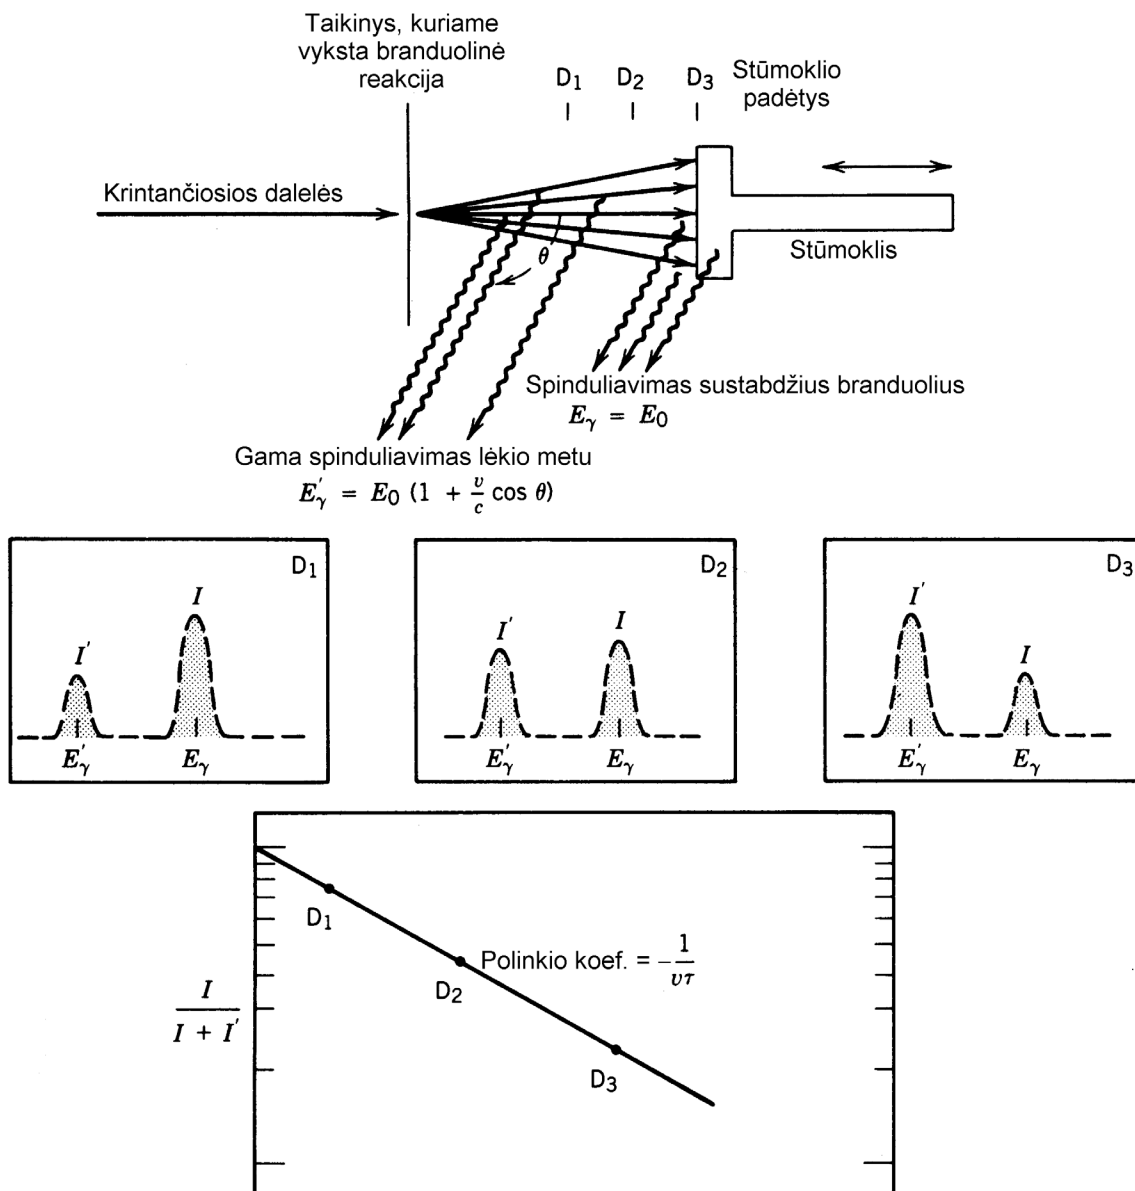 Taikinys, kuriame
vyksta branduolinė
reakcija
D1 D2 D3
Stūmoklio
padėtys
Krintančiosios dalelės
θ
Stūmoklis
Spinduliavimas sustabdžius branduolius
Eγ = E0
Gama spinduliavimas lėkio metu
E'γ = E0 (1 + v/c cos θ)
D1
I' I
E'γ Eγ
D2
I' I
E'γ Eγ
D3
I' I
E'γ Eγ
D1
D2
Polinkio koef. = −1/vτ
D3
I / I + I'